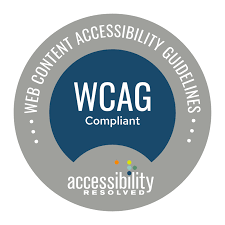 WEB CONTENT ACCESSIBILITY GUIDELINES
WCAG
Compliant
accessibility
RESOLVED